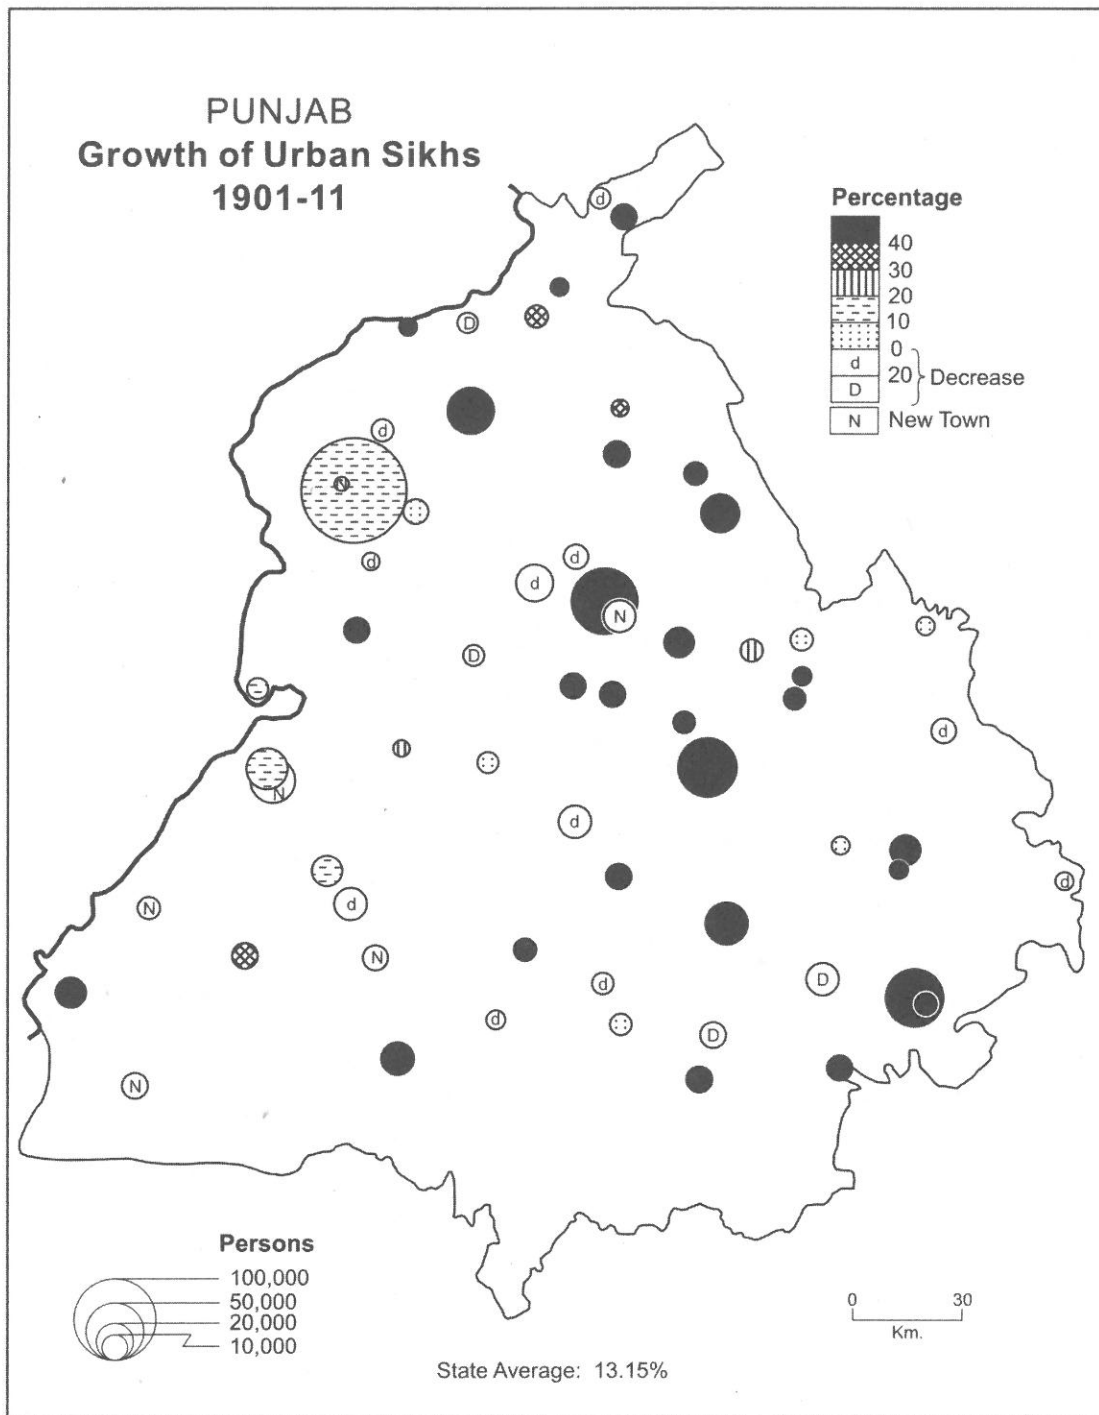 PUNJAB
Growth of Urban Sikhs
1901-11
Percentage
40
30
20
10
0
d
20
D
Decrease
N
New Town
d
D
d
N
d
d
d
N
D
d
N
d
d
N
d
N
D
d
d
D
N
Persons
100,000
50,000
20,000
10,000
0
30
Km.
State Average: 13.15%